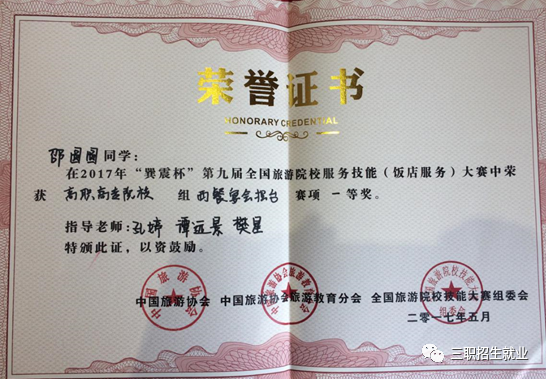 荣誉证书
HONORARY CREDENTIAL
邵圆圆同学：
在2017年“巽震杯”第九届全国旅游院校服务技能（饭店服务）大赛中荣
获 高职高专院校 组 西餐宴会摆台 赛项 一等奖。
指导老师：孔炜 谭远景 樊星
特颁此证，以资鼓励。
中国旅游协会 中国旅游协会旅游教育分会 全国旅游院校技能大赛组委会
二〇一七年五月
三职招生就业